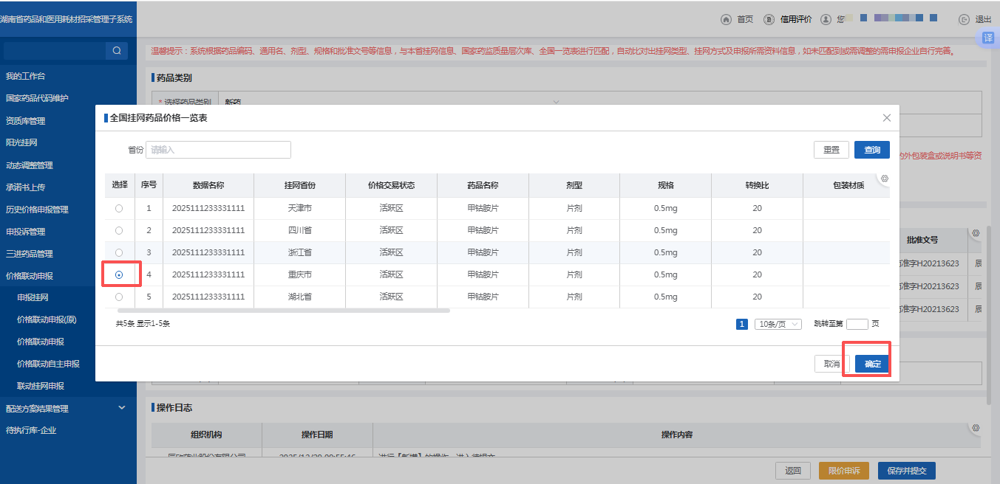 湖南省药品和医用耗材招采管理子系统
首页 信用评价 您 退出
译
温馨提示：系统根据药品编码、通用名、剂型、规格和批准文号等信息，与本省挂网信息、国家药监质量层次库、全国一览表进行匹配，自动比对出挂网类型、挂网方式及申报所需资料信息，如未匹配到或需调整的需申报企业自行完善。
我的工作台
国家药品代码维护
资质库管理
阳光挂网
动态调整管理
承诺书上传
历史价格申报管理
申投诉管理
三进药品管理
价格联动申报
申报挂网
价格联动申报(原)
价格联动申报
价格联动自主申报
联动挂网申报
配送方案结果管理
待执行库-企业
药品类别
* 选择药品类别 新药
全国挂网药品价格一览表
省份 请输入 重置 查询
外包装盒或说明书等资
选择 序号 数据名称 挂网省份 价格交易状态 药品名称 剂型 规格 转换比 包装材质
1 2025111233331111 天津市 活跃区 甲钴胺片 片剂 0.5mg 20
2 2025111233331111 四川省 活跃区 甲钴胺片 片剂 0.5mg 20
3 2025111233331111 浙江省 活跃区 甲钴胺片 片剂 0.5mg 20
4 2025111233331111 重庆市 活跃区 甲钴胺片 片剂 0.5mg 20
5 2025111233331111 湖北省 活跃区 甲钴胺片 片剂 0.5mg 20
共5条 显示1-5条 1 10条/页 跳转至第 页
取消 确定
批准文号
准字H20213623 辰
准字H20213623 辰
准字H20213623 辰
操作日志
组织机构 操作日期 操作内容
返回 限价申诉 保存并提交